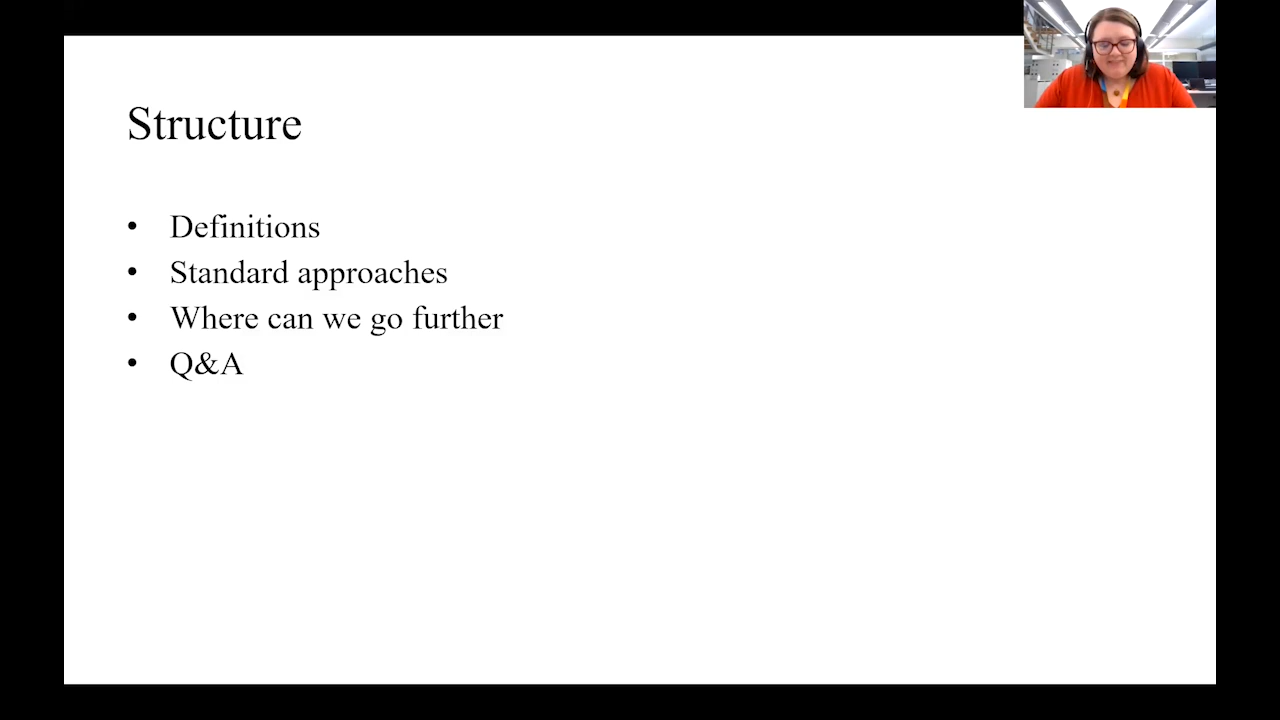 Structure
• Definitions
• Standard approaches
• Where can we go further
• Q&A